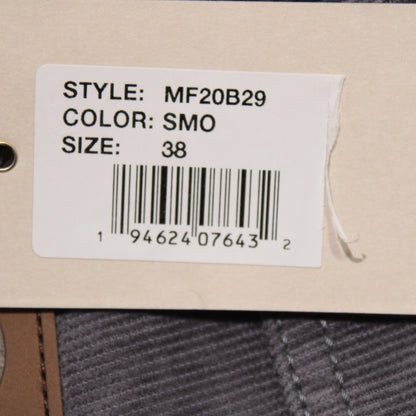 STYLE: MF20B29
COLOR: SMO
SIZE: 38
1 94624 07643 2